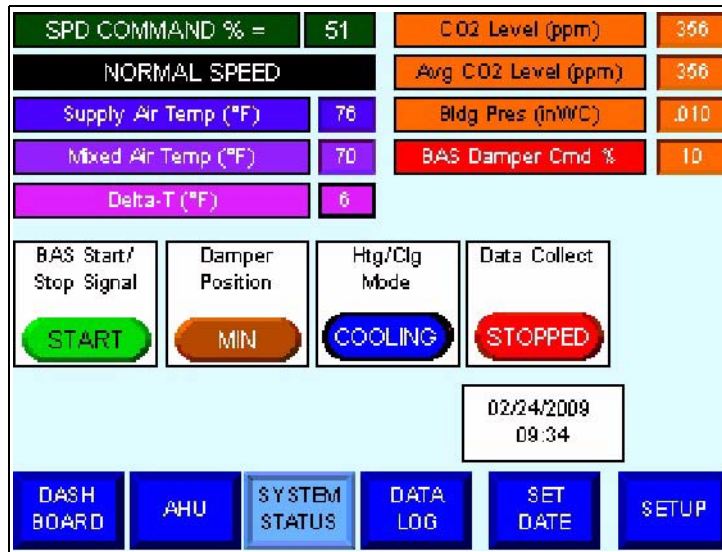 SPD COMMAND % = 51
NORMAL SPEED
Supply Air Temp (°F) 76
Mixed Air Temp (°F) 70
Delta-T (°F) 6
CO2 Level (ppm) 356
Avg CO2 Level (ppm) 356
Bldg Pres (inWC) .010
BAS Damper Cmd % 10
BAS Start/
Stop Signal
START
Damper
Position
MIN
Htg/Clg
Mode
COOLING
Data Collect
STOPPED
02/24/2009
09:34
DASH
BOARD
AHU
SYSTEM
STATUS
DATA
LOG
SET
DATE
SETUP